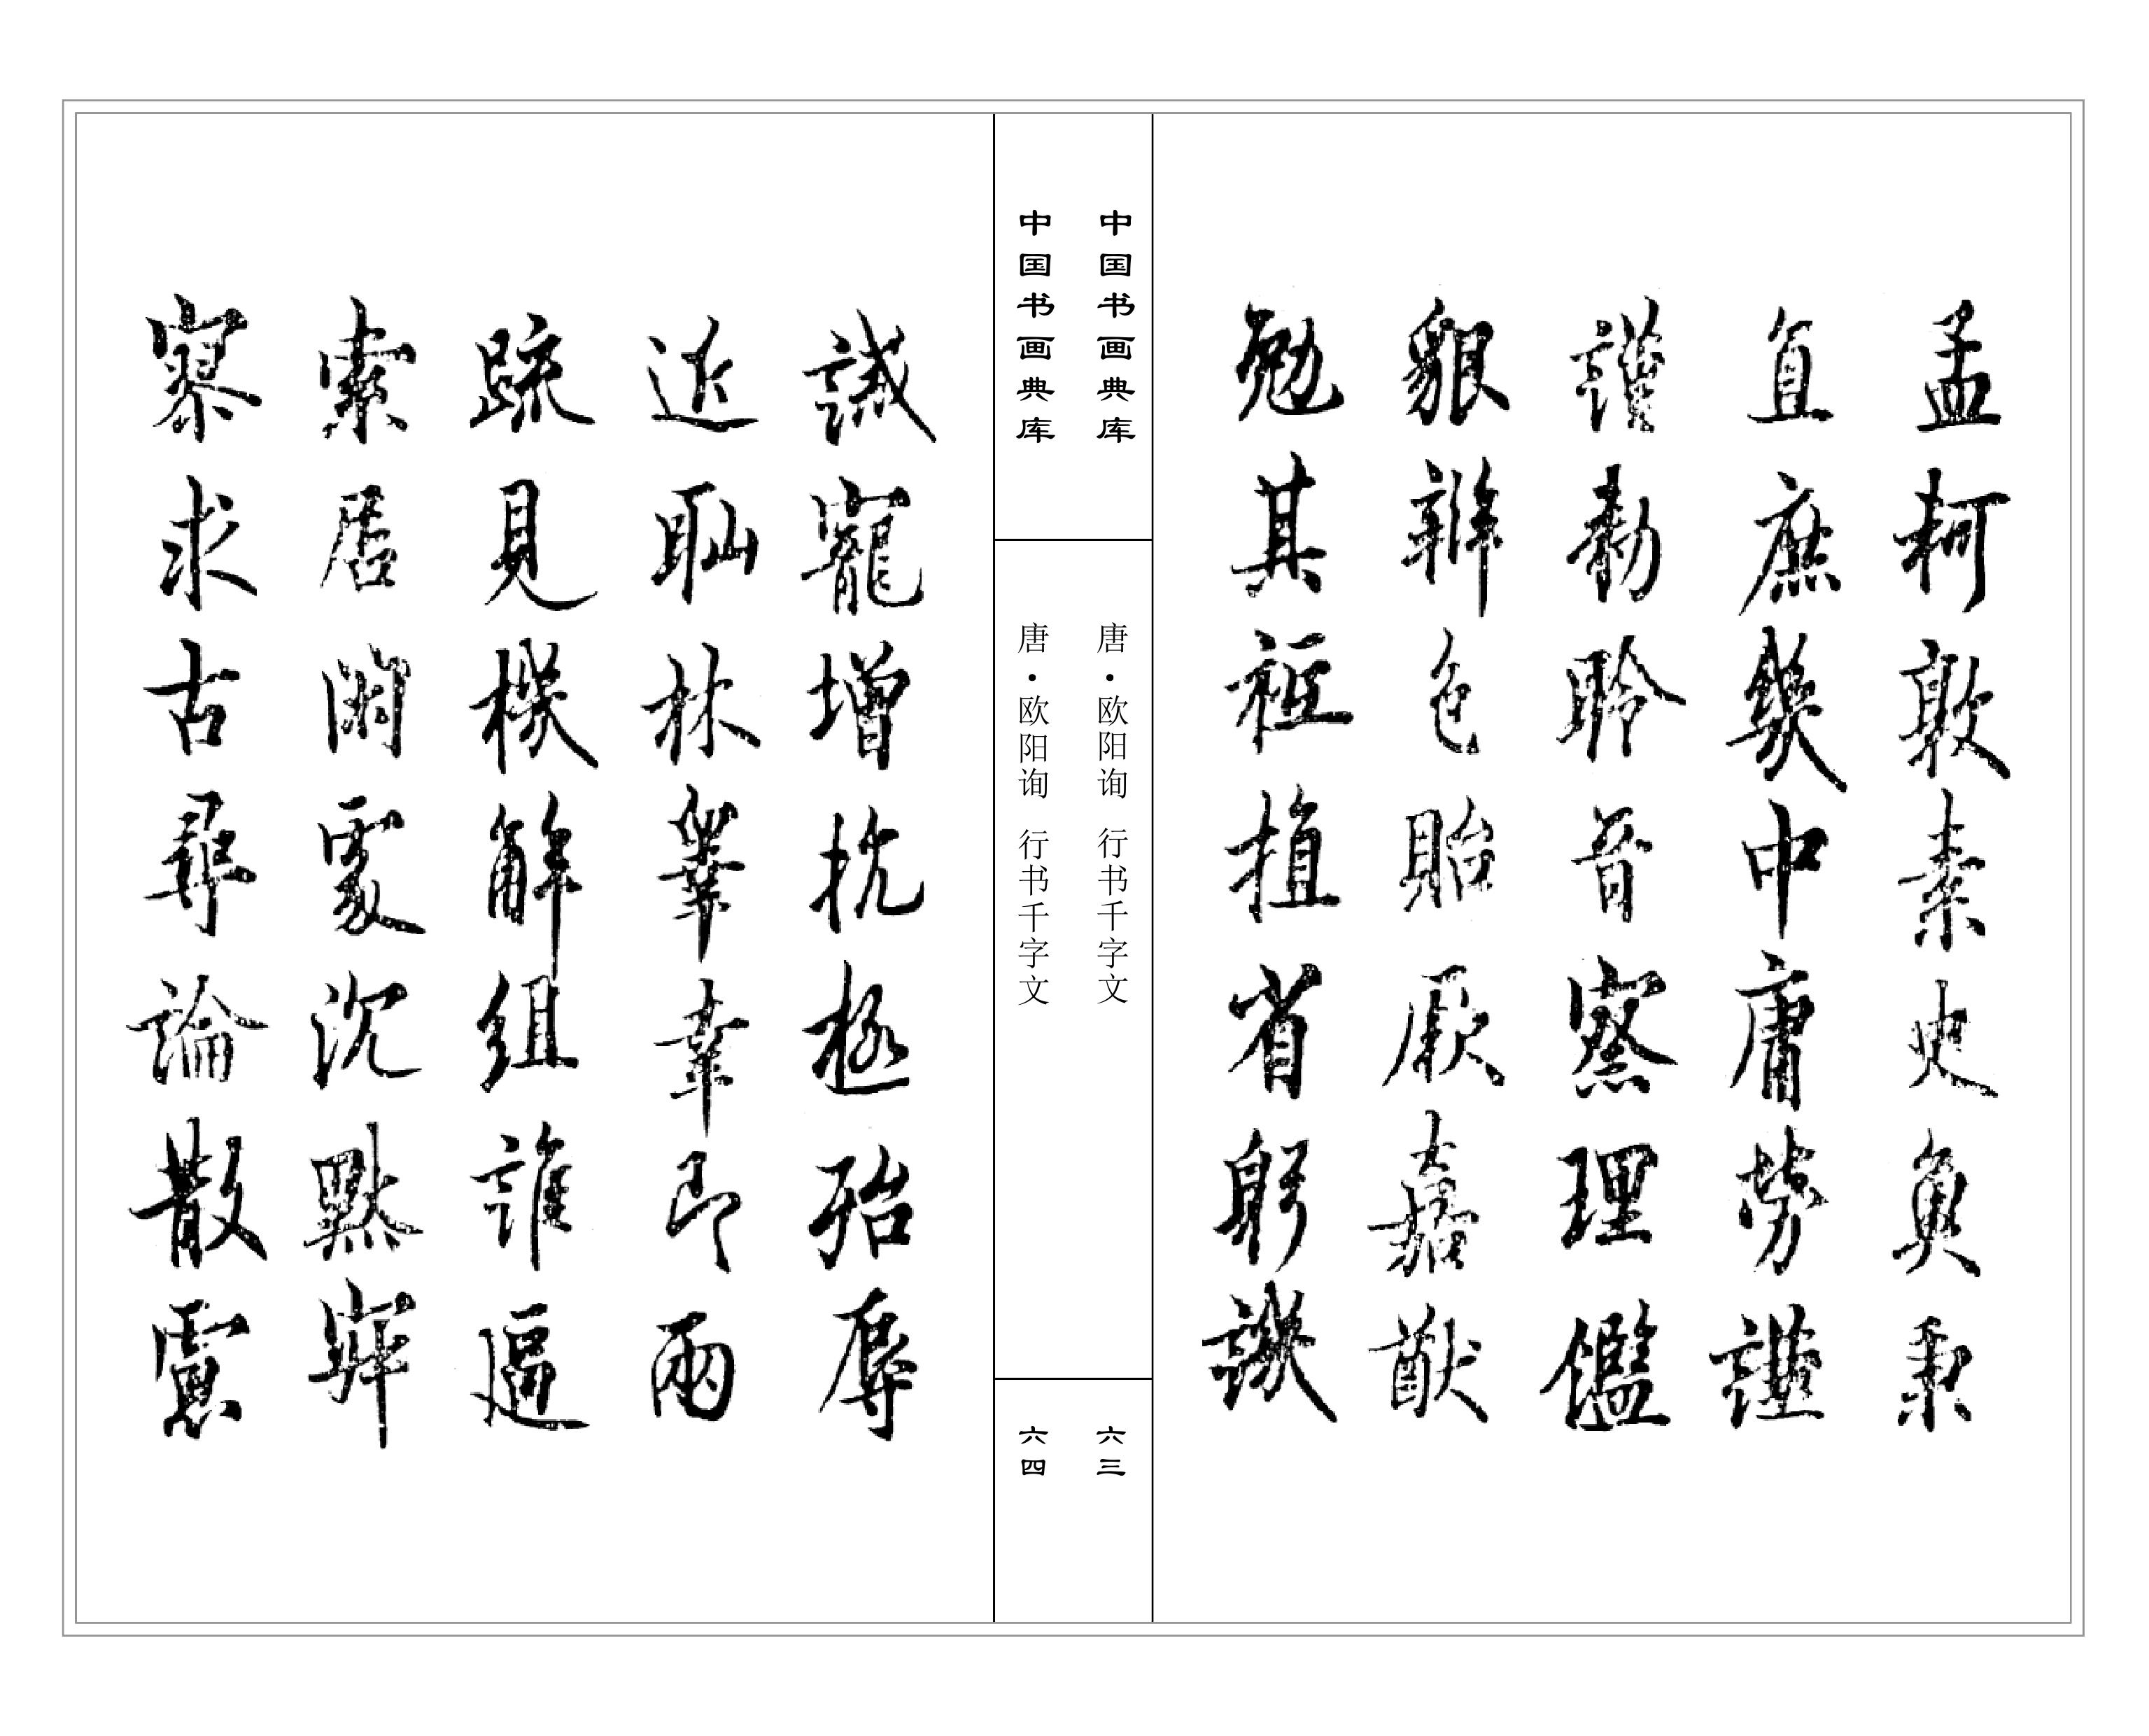 孟軻敦素史魚秉
直庶幾中庸勞謙
謹勑聆音察理鑑
貌辨色貽厥嘉猷
勉其祗植省躬譏
中国书画典库
唐·欧阳询 行书千字文
六三
中国书画典库
唐·欧阳询 行书千字文
六四
誡寵增抗極殆辱
近恥林睾幸即兩
疏見機解組誰逼
索居閑處沉默寂
寥求古尋論散慮